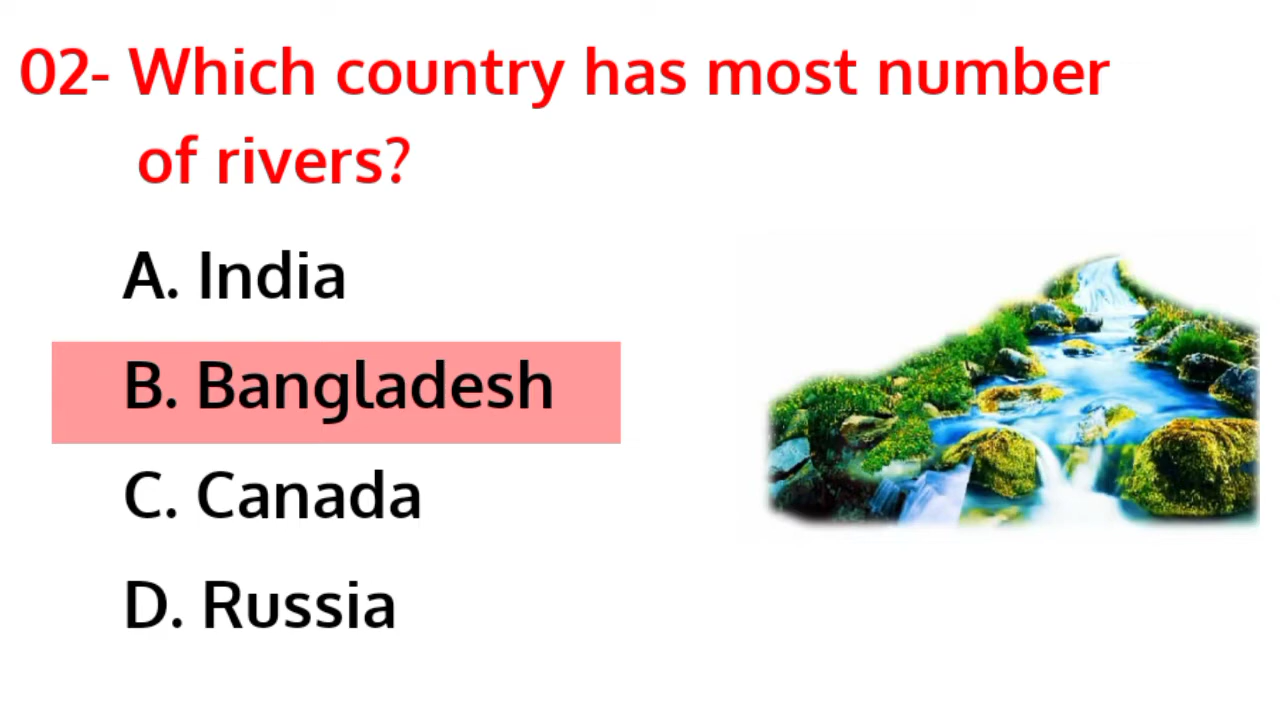 02- Which country has most number
of rivers?
A. India
B. Bangladesh
C. Canada
D. Russia